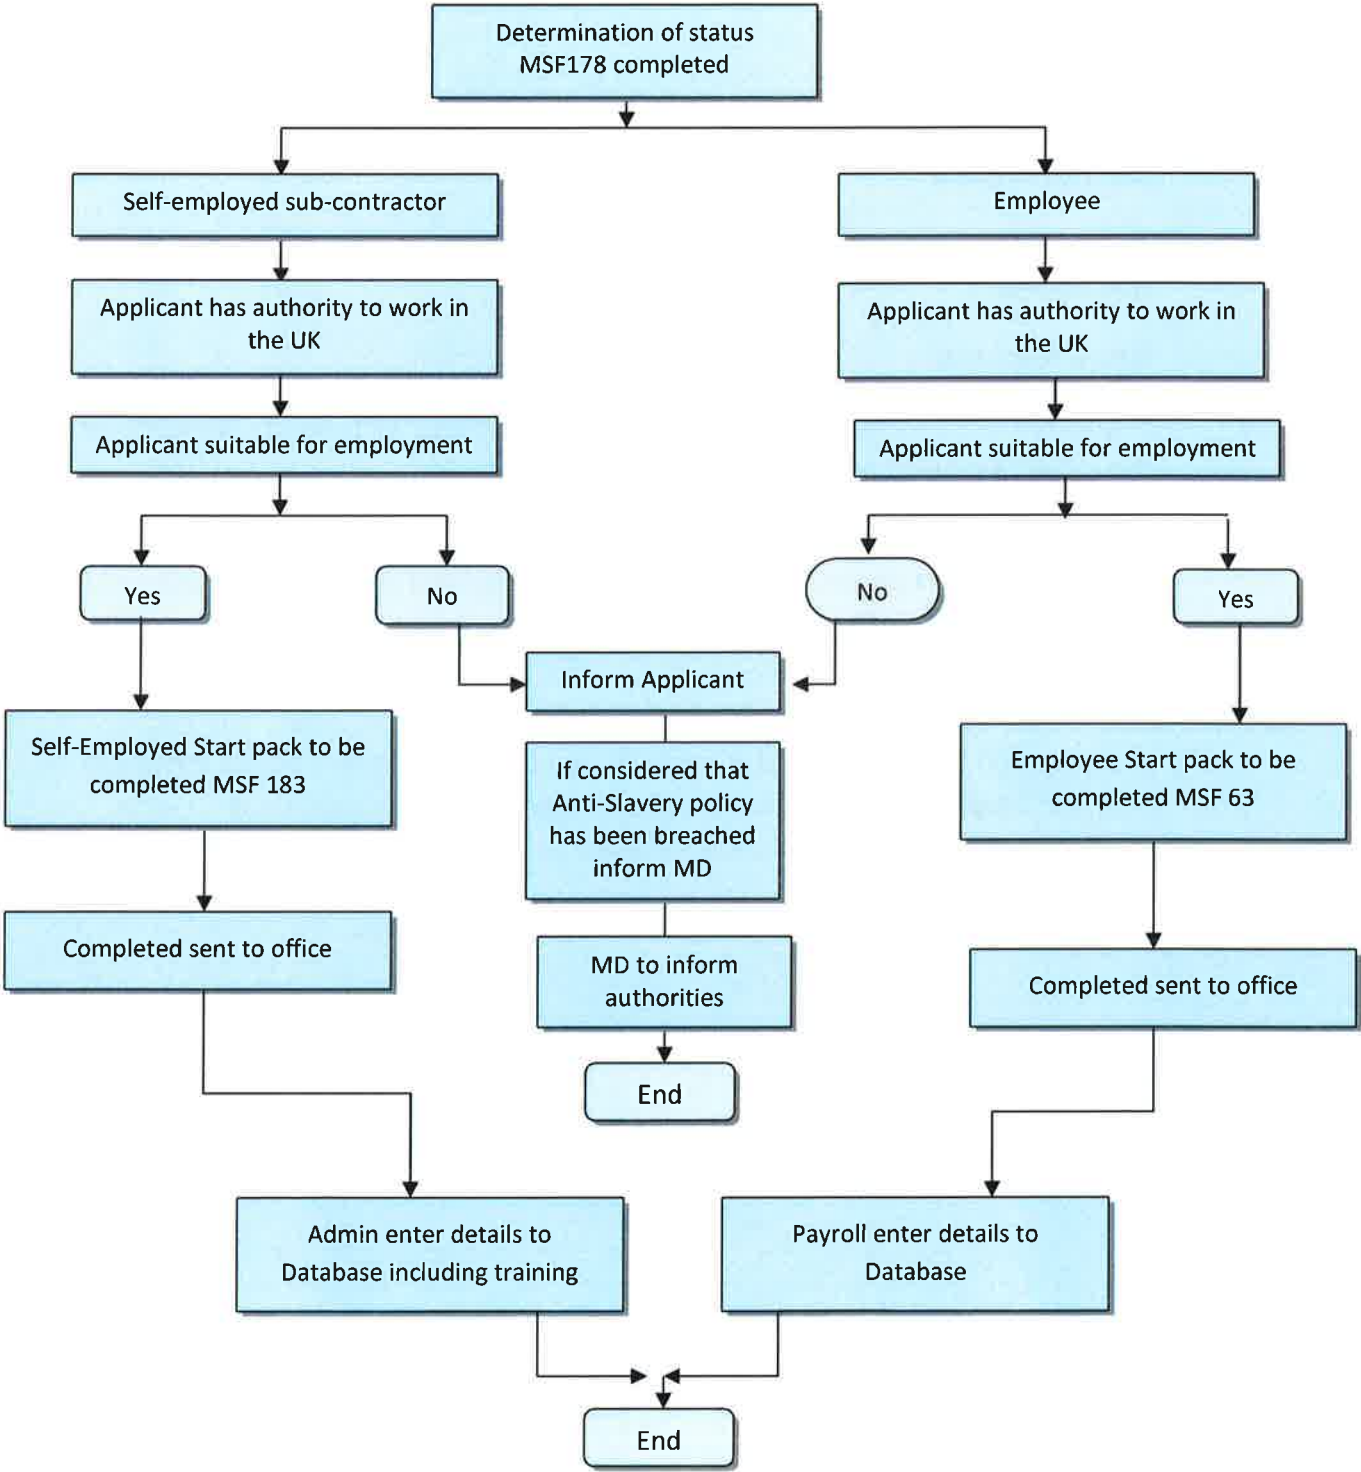 Determination of status
MSF178 completed
Self-employed sub-contractor
Employee
Applicant has authority to work in
the UK
Applicant has authority to work in
the UK
Applicant suitable for employment
Applicant suitable for employment
Yes
No
No
Yes
Inform Applicant
Self-Employed Start pack to be
completed MSF 183
If considered that
Anti-Slavery policy
has been breached
inform MD
Employee Start pack to be
completed MSF 63
Completed sent to office
MD to inform
authorities
Completed sent to office
End
Admin enter details to
Database including training
Payroll enter details to
Database
End